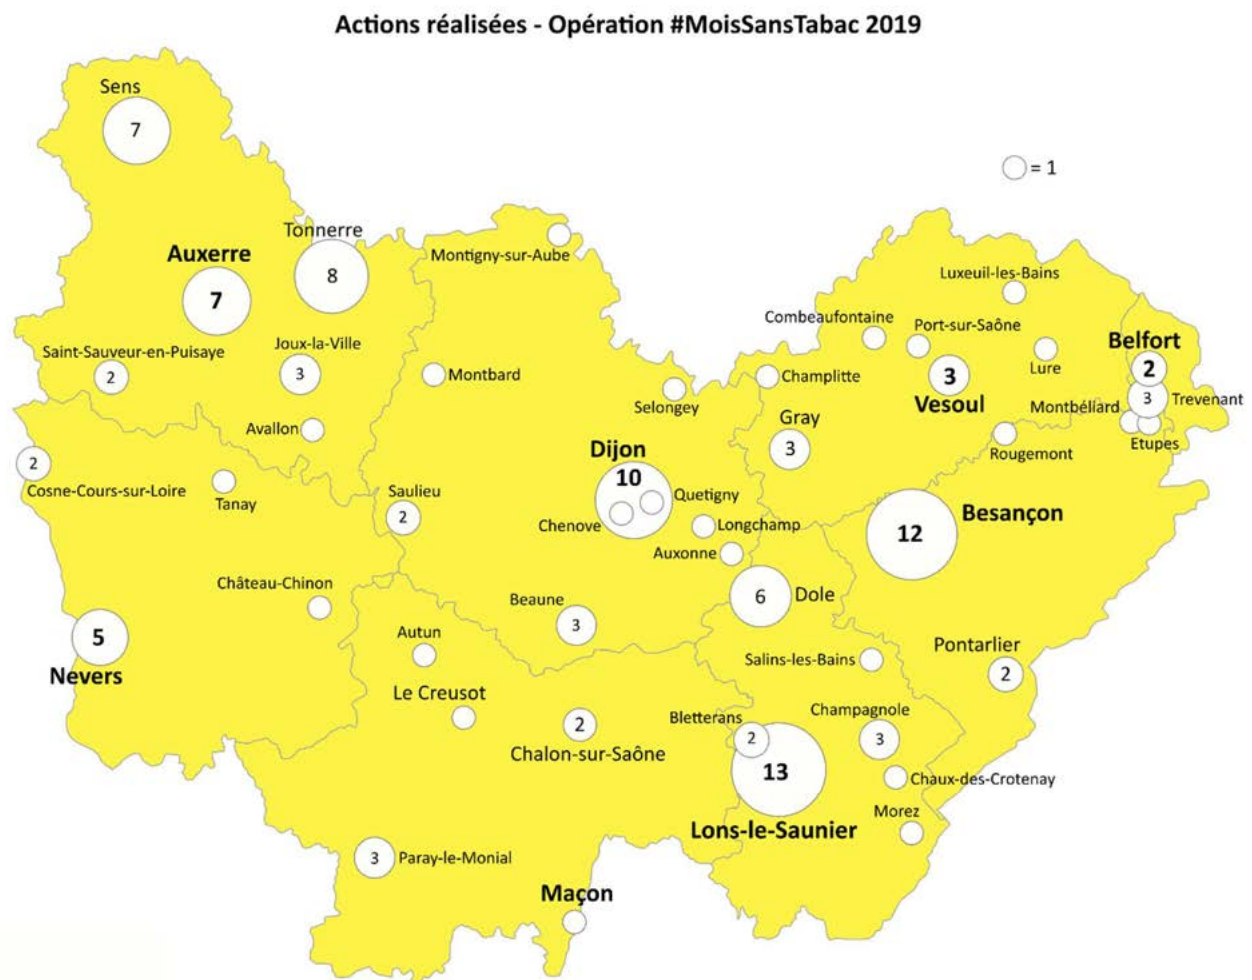 Actions réalisées - Opération #MoisSansTabac 2019
Sens
7
= 1
Tonnerre
8
Auxerre
7
Montigny-sur-Aube
Luxeuil-les-Bains
Combeaufontaine
Port-sur-Saône
Belfort
2
Saint-Sauveur-en-Puisaye
2
Joux-la-Ville
3
Montbard
Champlitte
3
Vesoul
Lure
3
Trevenant
Selongey
Montbéliard
Etupes
Avallon
Gray
3
Rougemont
2
Cosne-Cours-sur-Loire
Tanay
Saulieu
2
Dijon
10
Quetigny
Chenove
Longchamp
Auxonne
12
Besançon
Château-Chinon
Beaune
3
6
Dole
5
Nevers
Autun
Salins-les-Bains
Pontarlier
2
Le Creusot
2
Chalon-sur-Saône
Bletterans
2
Champagnole
3
13
Lons-le-Saunier
Chaux-des-Crotenay
Morez
3
Paray-le-Monial
Maçon